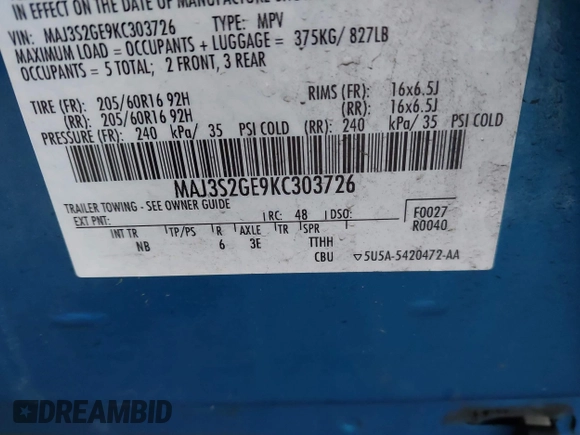 IN EFFECT ON THE DATE OF MANUFACTURE
VIN: MAJ3S2GE9KC303726 TYPE: MPV
MAXIMUM LOAD = OCCUPANTS + LUGGAGE = 375KG/ 827LB
OCCUPANTS = 5 TOTAL; 2 FRONT, 3 REAR
TIRE (FR): 205/60R16 92H RIMS (FR): 16x6.5J
(RR): 205/60R16 92H (RR): 16x6.5J
PRESSURE (FR): 240 kPa/ 35 PSI COLD (RR): 240 kPa/ 35 PSI COLD
MAJ3S2GE9KC303726
TRAILER TOWING - SEE OWNER GUIDE
EXT PNT: RC: 48 DSO: F0027
R0040
INT TR TP/PS R AXLE TR SPR
NB 6 3E TTHH
CBU ▽5U5A-5420472-AA
DREAMBID